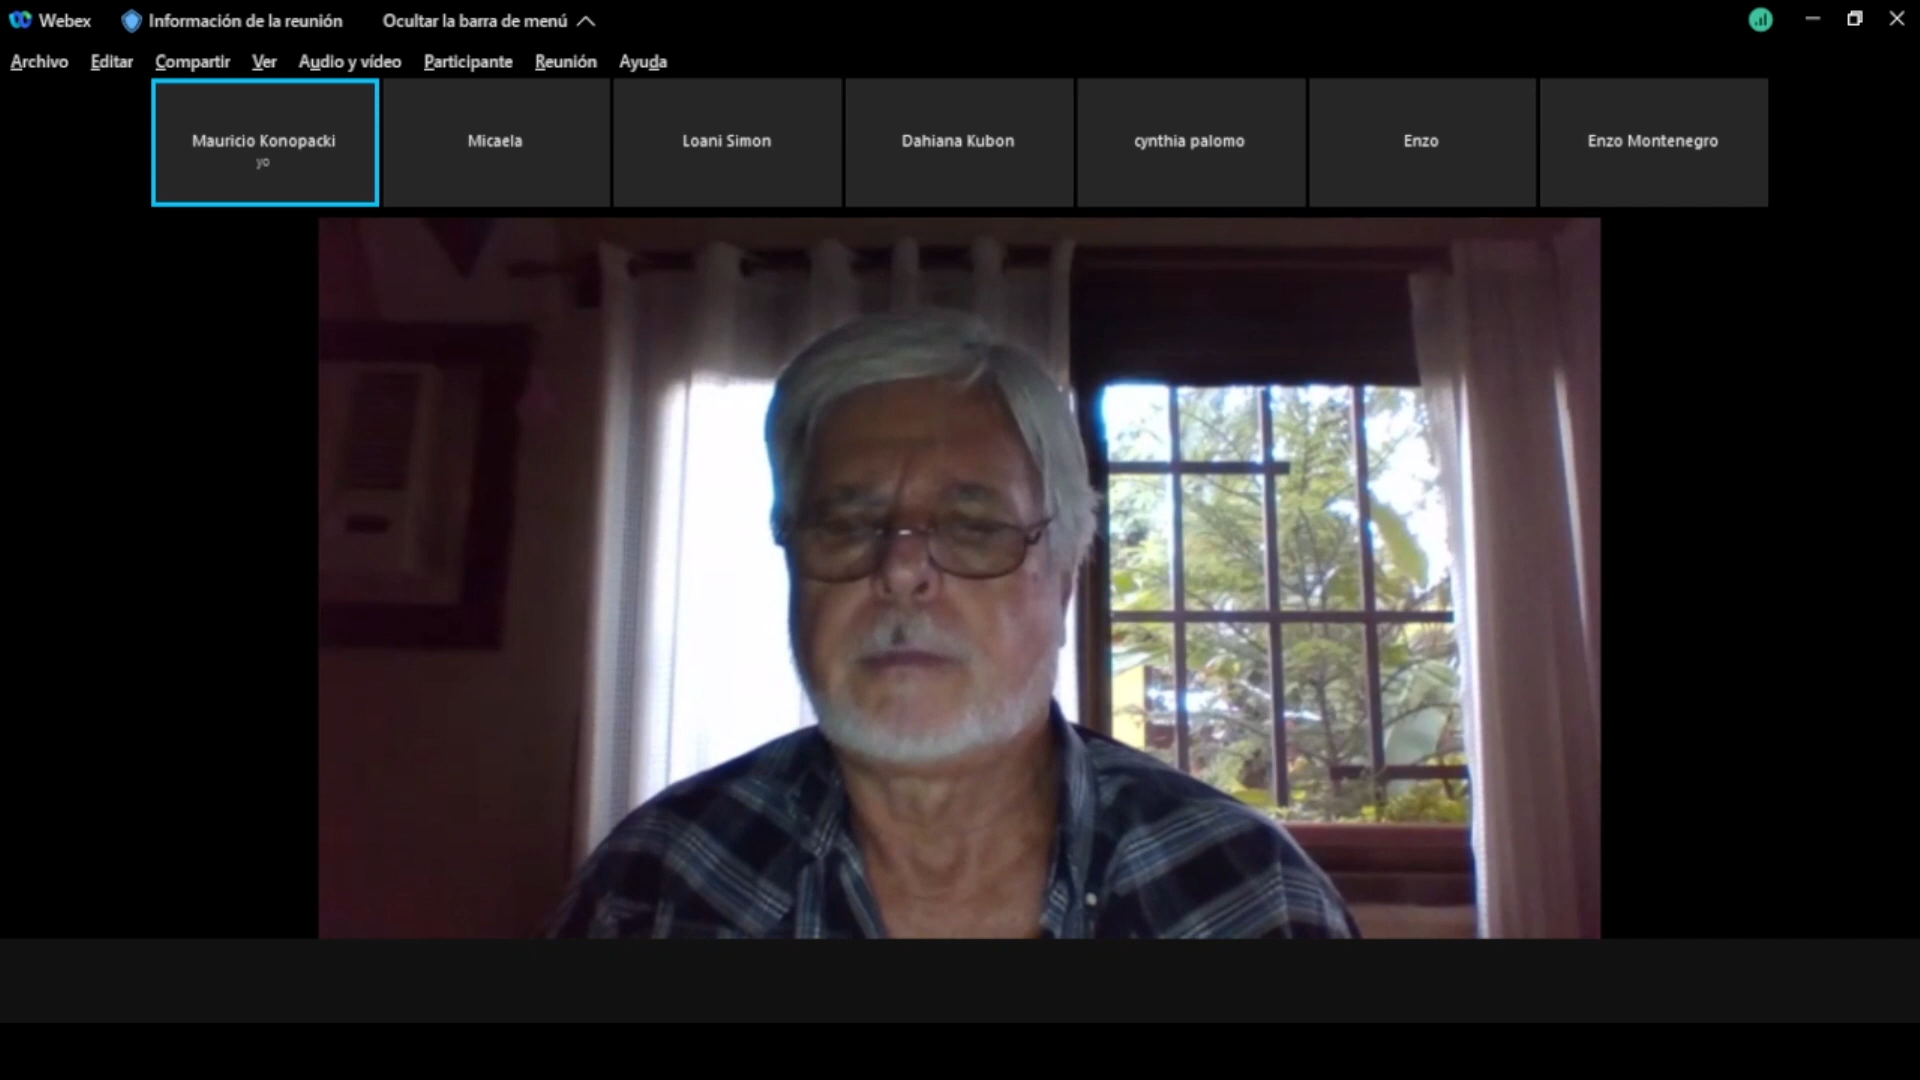 Webex
Información de la reunión
Ocultar la barra de menú
Archivo Editar Compartir Ver Audio y vídeo Participante Reunión Ayuda
Mauricio Konopacki
yo
Micaela
Loani Simon
Dahiana Kubon
cynthia palomo
Enzo
Enzo Montenegro